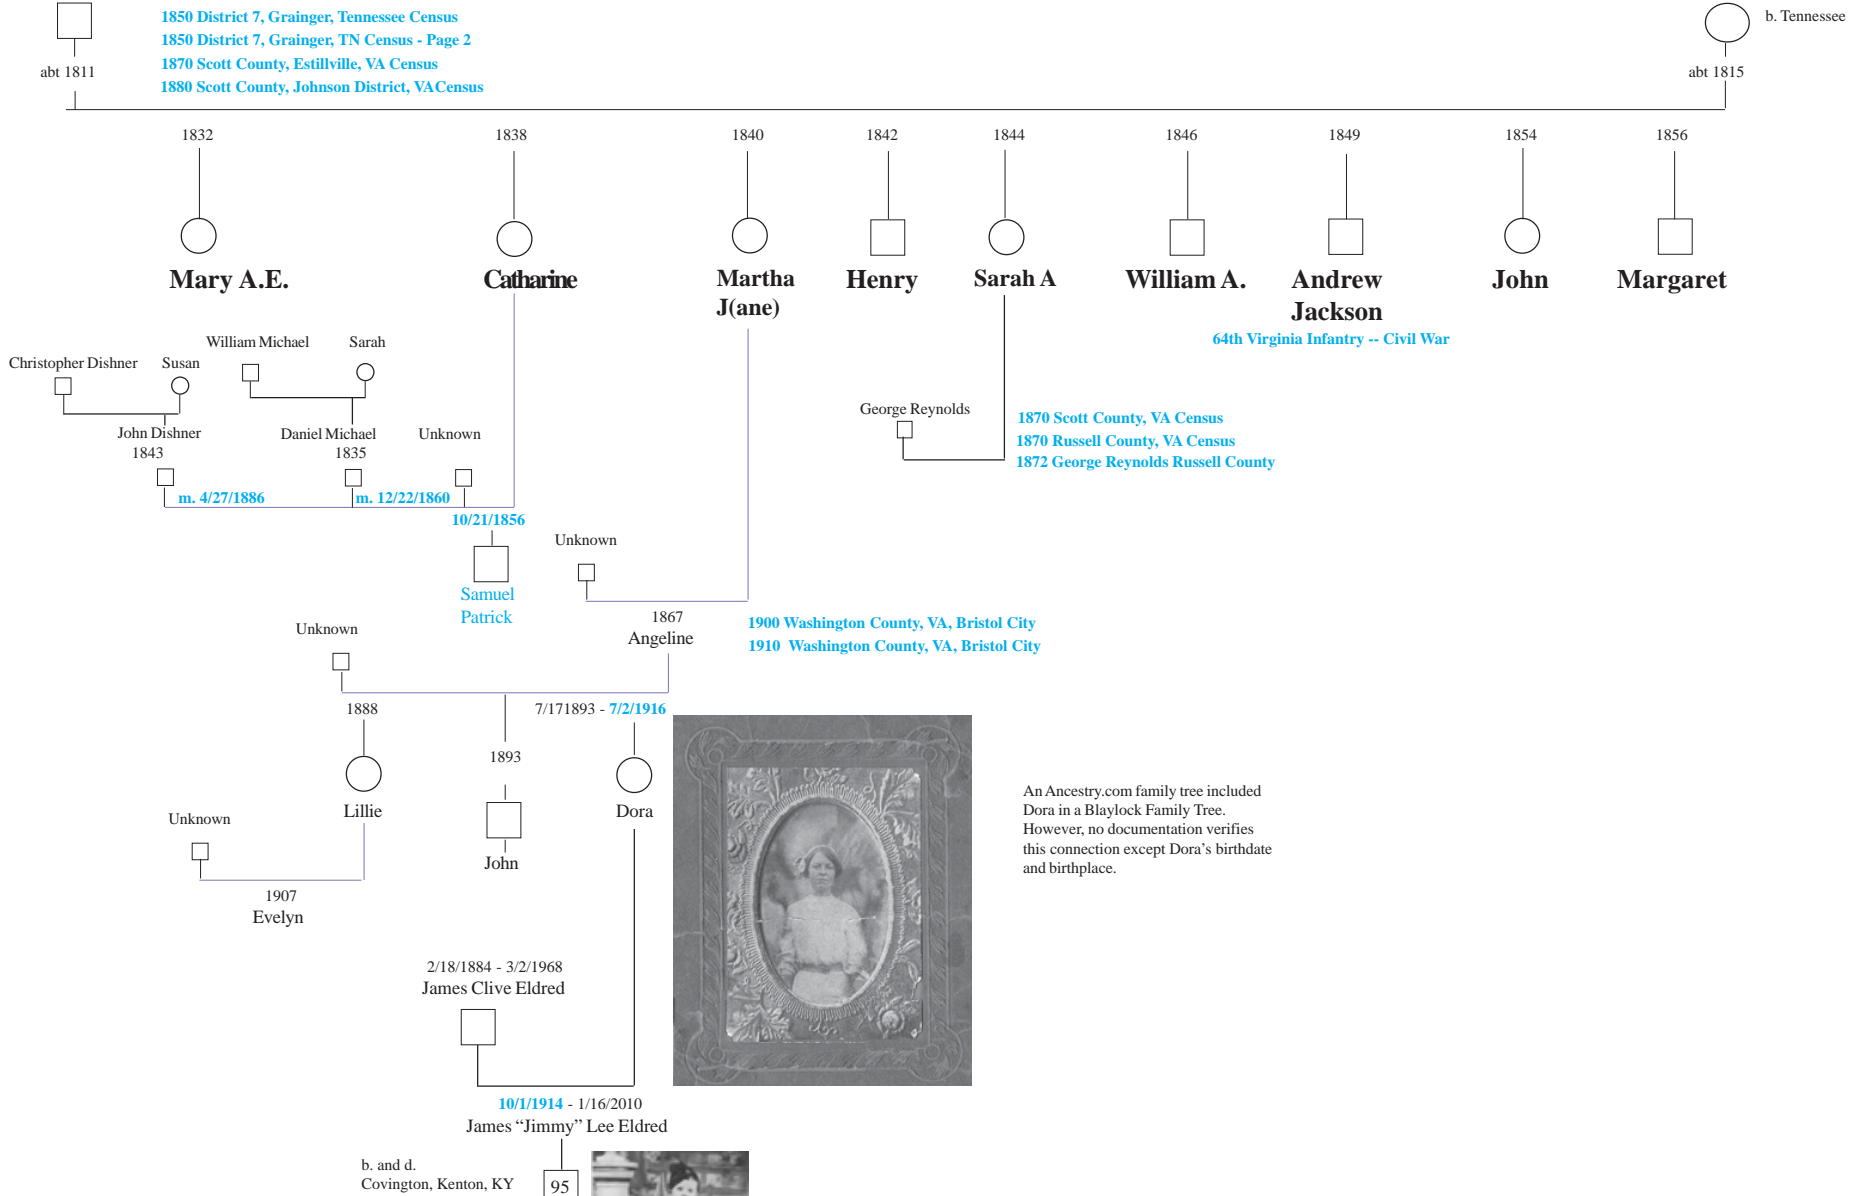 1850 District 7, Grainger, Tennessee Census
1850 District 7, Grainger, TN Census - Page 2
1870 Scott County, Estillville, VA Census
1880 Scott County, Johnson District, VACensus
b. Tennessee
abt 1811
abt 1815
1832
1838
1840
1842
1844
1846
1849
1854
1856
Mary A.E.
Catharine
Martha
J(ane)
Henry
Sarah A
William A.
Andrew
Jackson
John
Margaret
64th Virginia Infantry -- Civil War
William Michael
Sarah
Christopher Dishner
Susan
John Dishner
1843
Daniel Michael
1835
Unknown
George Reynolds
1870 Scott County, VA Census
1870 Russell County, VA Census
1872 George Reynolds Russell County
m. 4/27/1886
m. 12/22/1860
10/21/1856
Samuel
Patrick
Unknown
1867
Angeline
1900 Washington County, VA, Bristol City
1910 Washington County, VA, Bristol City
Unknown
1888
7/171893 - 7/2/1916
1893
Lillie
John
Dora
Unknown
1907
Evelyn
An Ancestry.com family tree included
Dora in a Blaylock Family Tree.
However, no documentation verifies
this connection except Dora’s birthdate
and birthplace.
2/18/1884 - 3/2/1968
James Clive Eldred
10/1/1914 - 1/16/2010
James “Jimmy” Lee Eldred
b. and d.
Covington, Kenton, KY
95